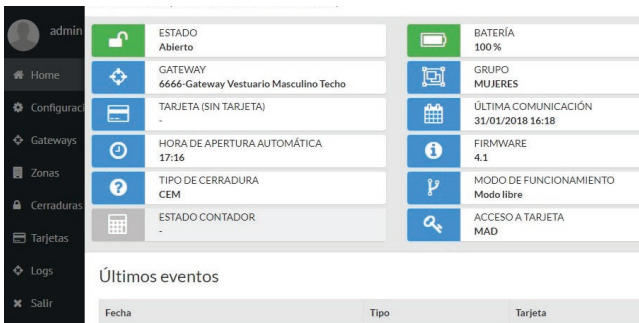 admin
Home
Configuraci
Gateways
Zonas
Cerraduras
Tarjetas
Logs
Salir
ESTADO
Abierto
BATERÍA
100 %
GATEWAY
6666-Gateway Vestuario Masculino Techo
GRUPO
MUJERES
TARJETA (SIN TARJETA)
-
ÚLTIMA COMUNICACIÓN
31/01/2018 16:18
HORA DE APERTURA AUTOMÁTICA
17:16
FIRMWARE
4.1
TIPO DE CERRADURA
CEM
MODO DE FUNCIONAMIENTO
Modo libre
ESTADO CONTADOR
-
ACCESO A TARJETA
MAD
Últimos eventos
Fecha Tipo Tarjeta